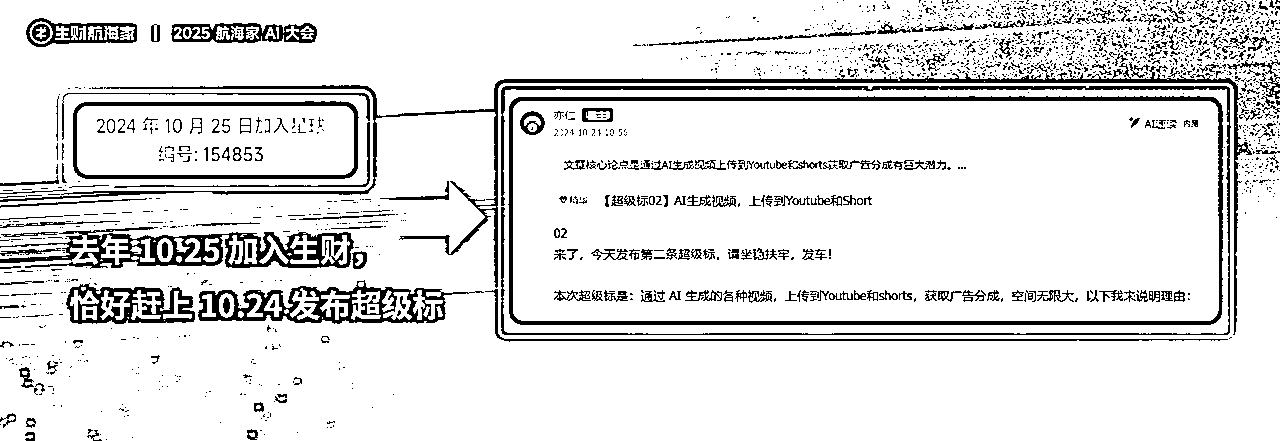 生财航海家 | 2025 航海家 AI 大会
2024 年 10 月 25 日加入星球
编号: 154853
去年 10.25 加入生财，
恰好赶上 10.24 发布超级标
亦仁
2024-10-24 10:56
AI速读 内测
文章核心论点是通过AI生成视频上传到Youtube和shorts获取广告分成有巨大潜力。...
精华 【超级标02】AI生成视频，上传到Youtube和Short
02
来了，今天发布第二条超级标，请坐稳扶牢，发车！
本次超级标是：通过 AI 生成的各种视频，上传到Youtube和shorts，获取广告分成，空间无限大，以下我来说明理由：